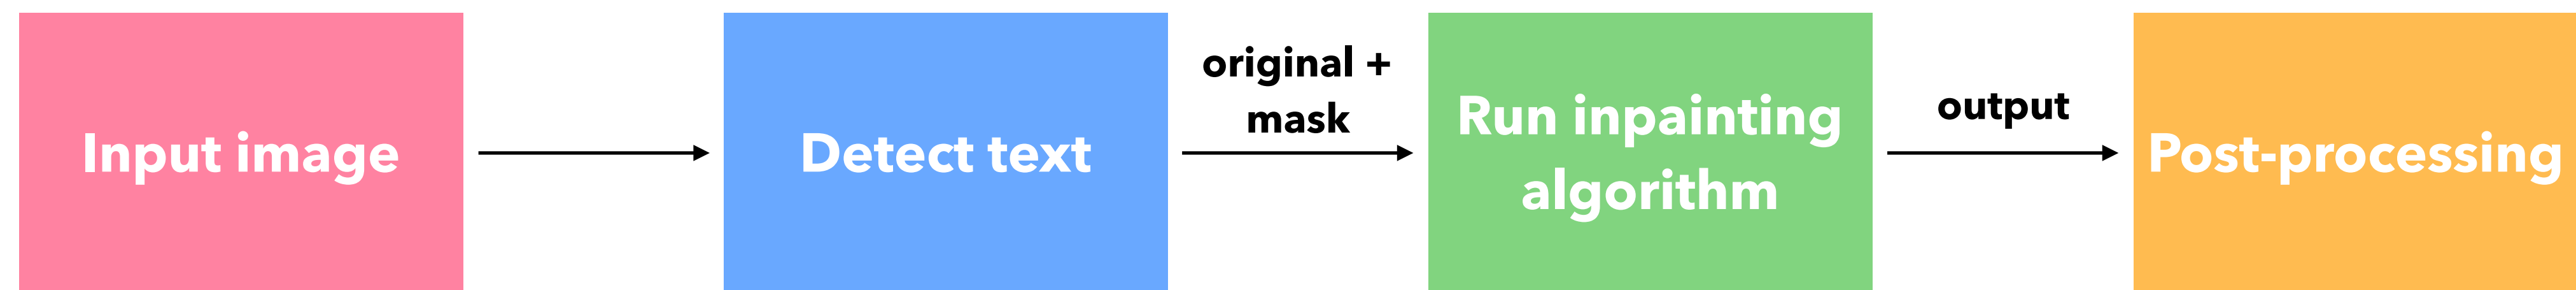 Input image
Detect text
original +
mask
Run inpainting
algorithm
output
Post-processing